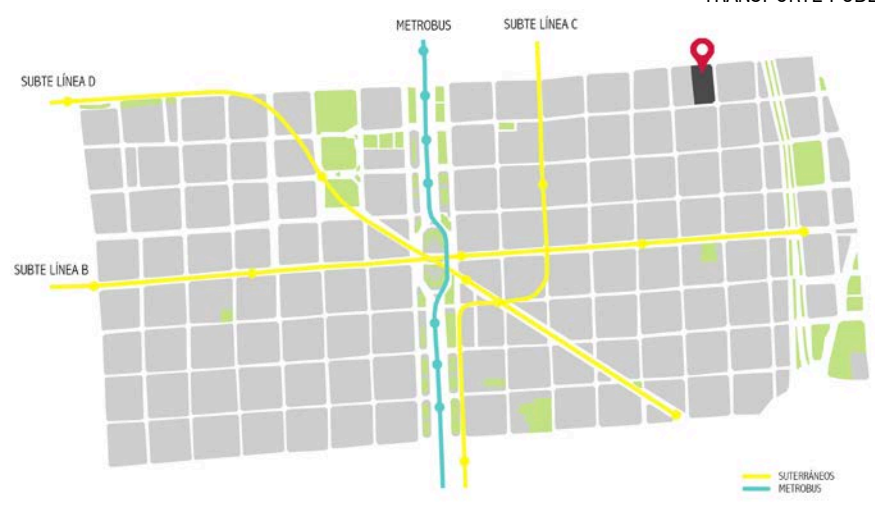 METROBUS
SUBTE LÍNEA C
SUBTE LÍNEA D
SUBTE LÍNEA B
SUTERRÁNEOS
METROBUS